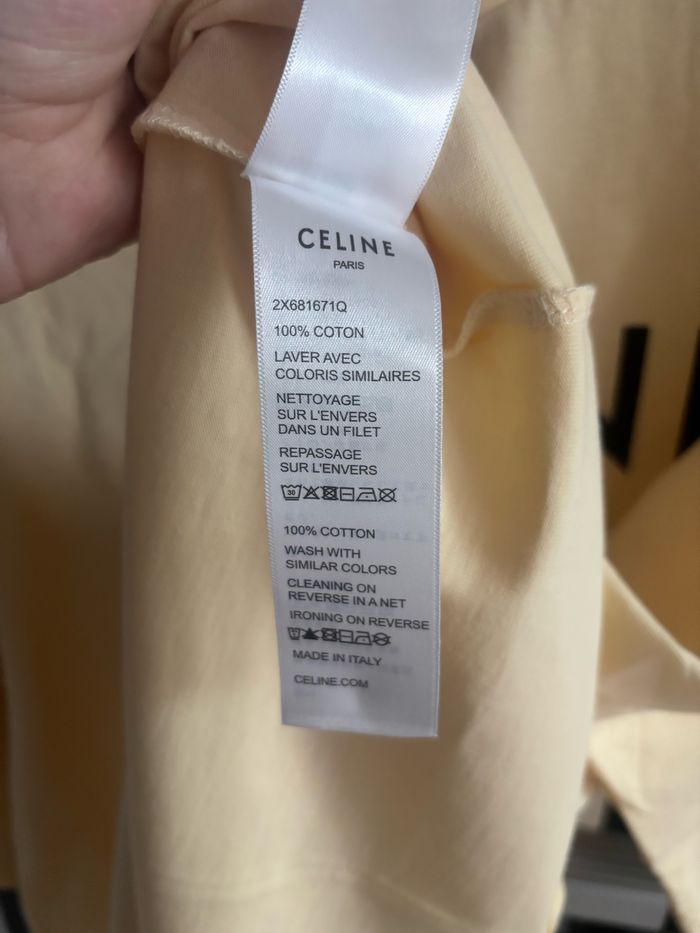 CELINE
PARIS
2X681671Q
100% COTON
LAVER AVEC
COLORIS SIMILAIRES
NETTOYAGE
SUR L'ENVERS
DANS UN FILET
REPASSAGE
SUR L'ENVERS
30
100% COTTON
WASH WITH
SIMILAR COLORS
CLEANING ON
REVERSE IN A NET
IRONING ON REVERSE
MADE IN ITALY
CELINE.COM